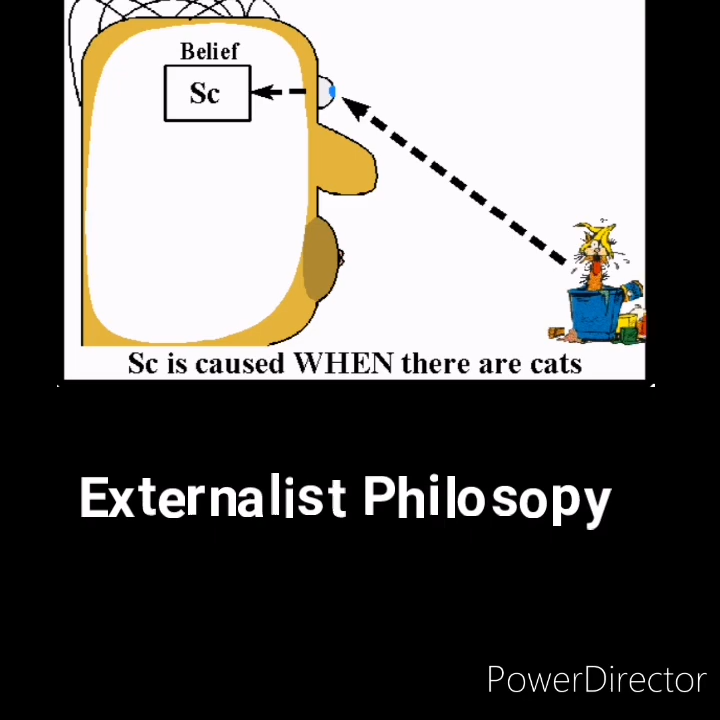 Belief
Sc
Sc is caused WHEN there are cats
Externalist Philosopy
PowerDirector